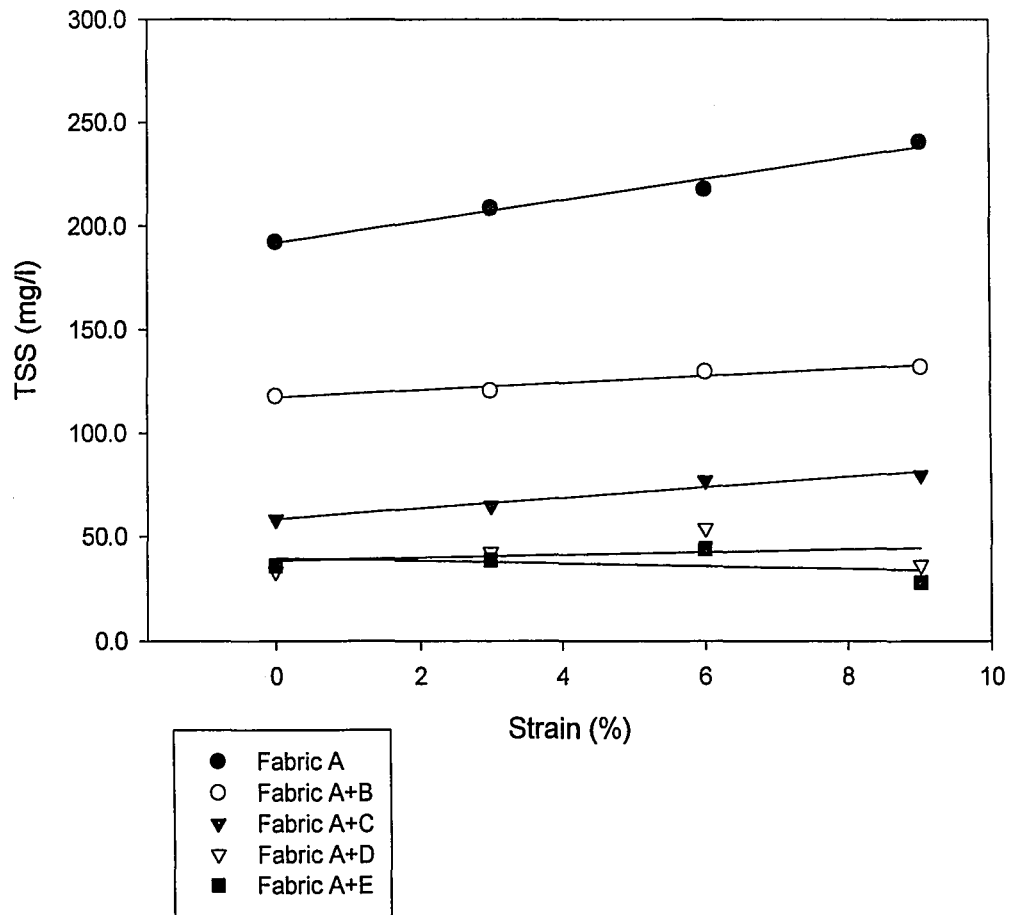 300.0
250.0
200.0
150.0
100.0
50.0
0.0
TSS (mg/l)
0 2 4 6 8 10
Strain (%)
Fabric A
Fabric A+B
Fabric A+C
Fabric A+D
Fabric A+E